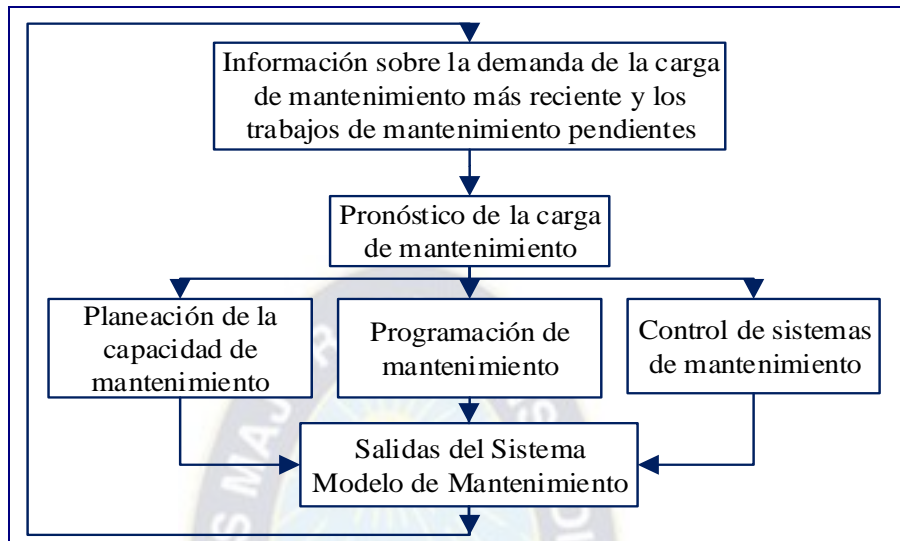 Información sobre la demanda de la carga
de mantenimiento más reciente y los
trabajos de mantenimiento pendientes
Pronóstico de la carga
de mantenimiento
Planeación de la
capacidad de
mantenimiento
Programación de
mantenimiento
Control de sistemas
de mantenimiento
Salidas del Sistema
Modelo de Mantenimiento